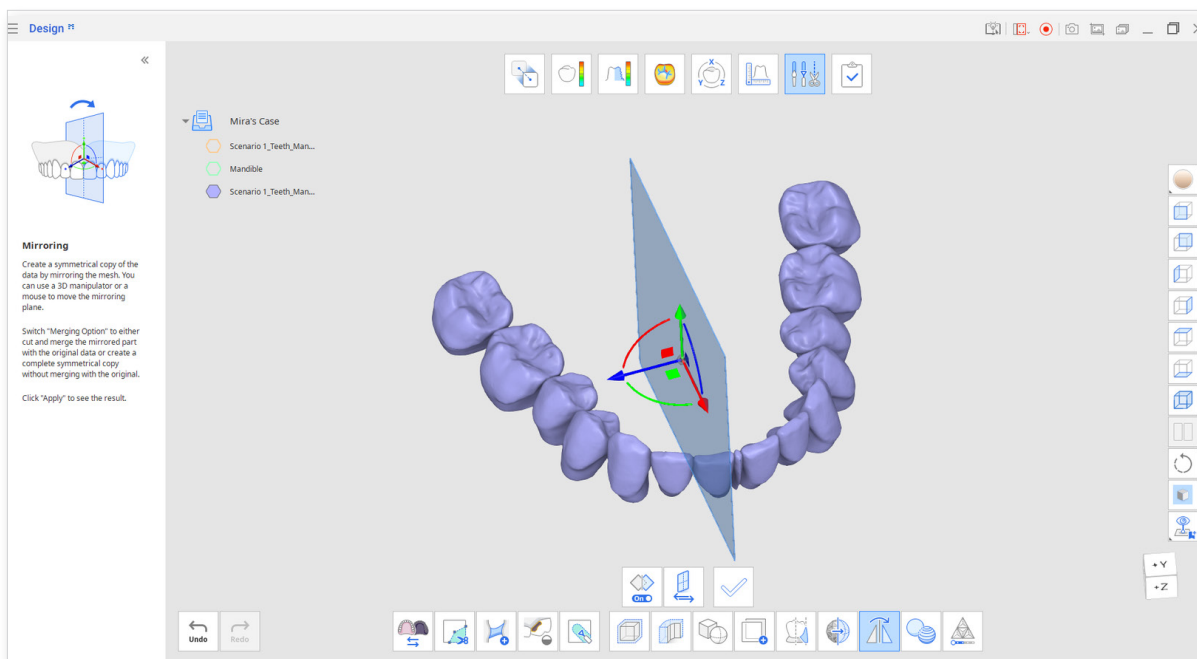 Design
Mira's Case
Scenario 1_Teeth_Man...
Mandible
Scenario 1_Teeth_Man...
Mirroring
Create a symmetrical copy of the
data by mirroring the mesh. You
can use a 3D manipulator or a
mouse to move the mirroring
plane.
Switch "Merging Option" to either
cut and merge the mirrored part
with the original data or create a
complete symmetrical copy
without merging with the original.
Click "Apply" to see the result.
X
Y
Z
+Y
+Z
On
Undo
Redo